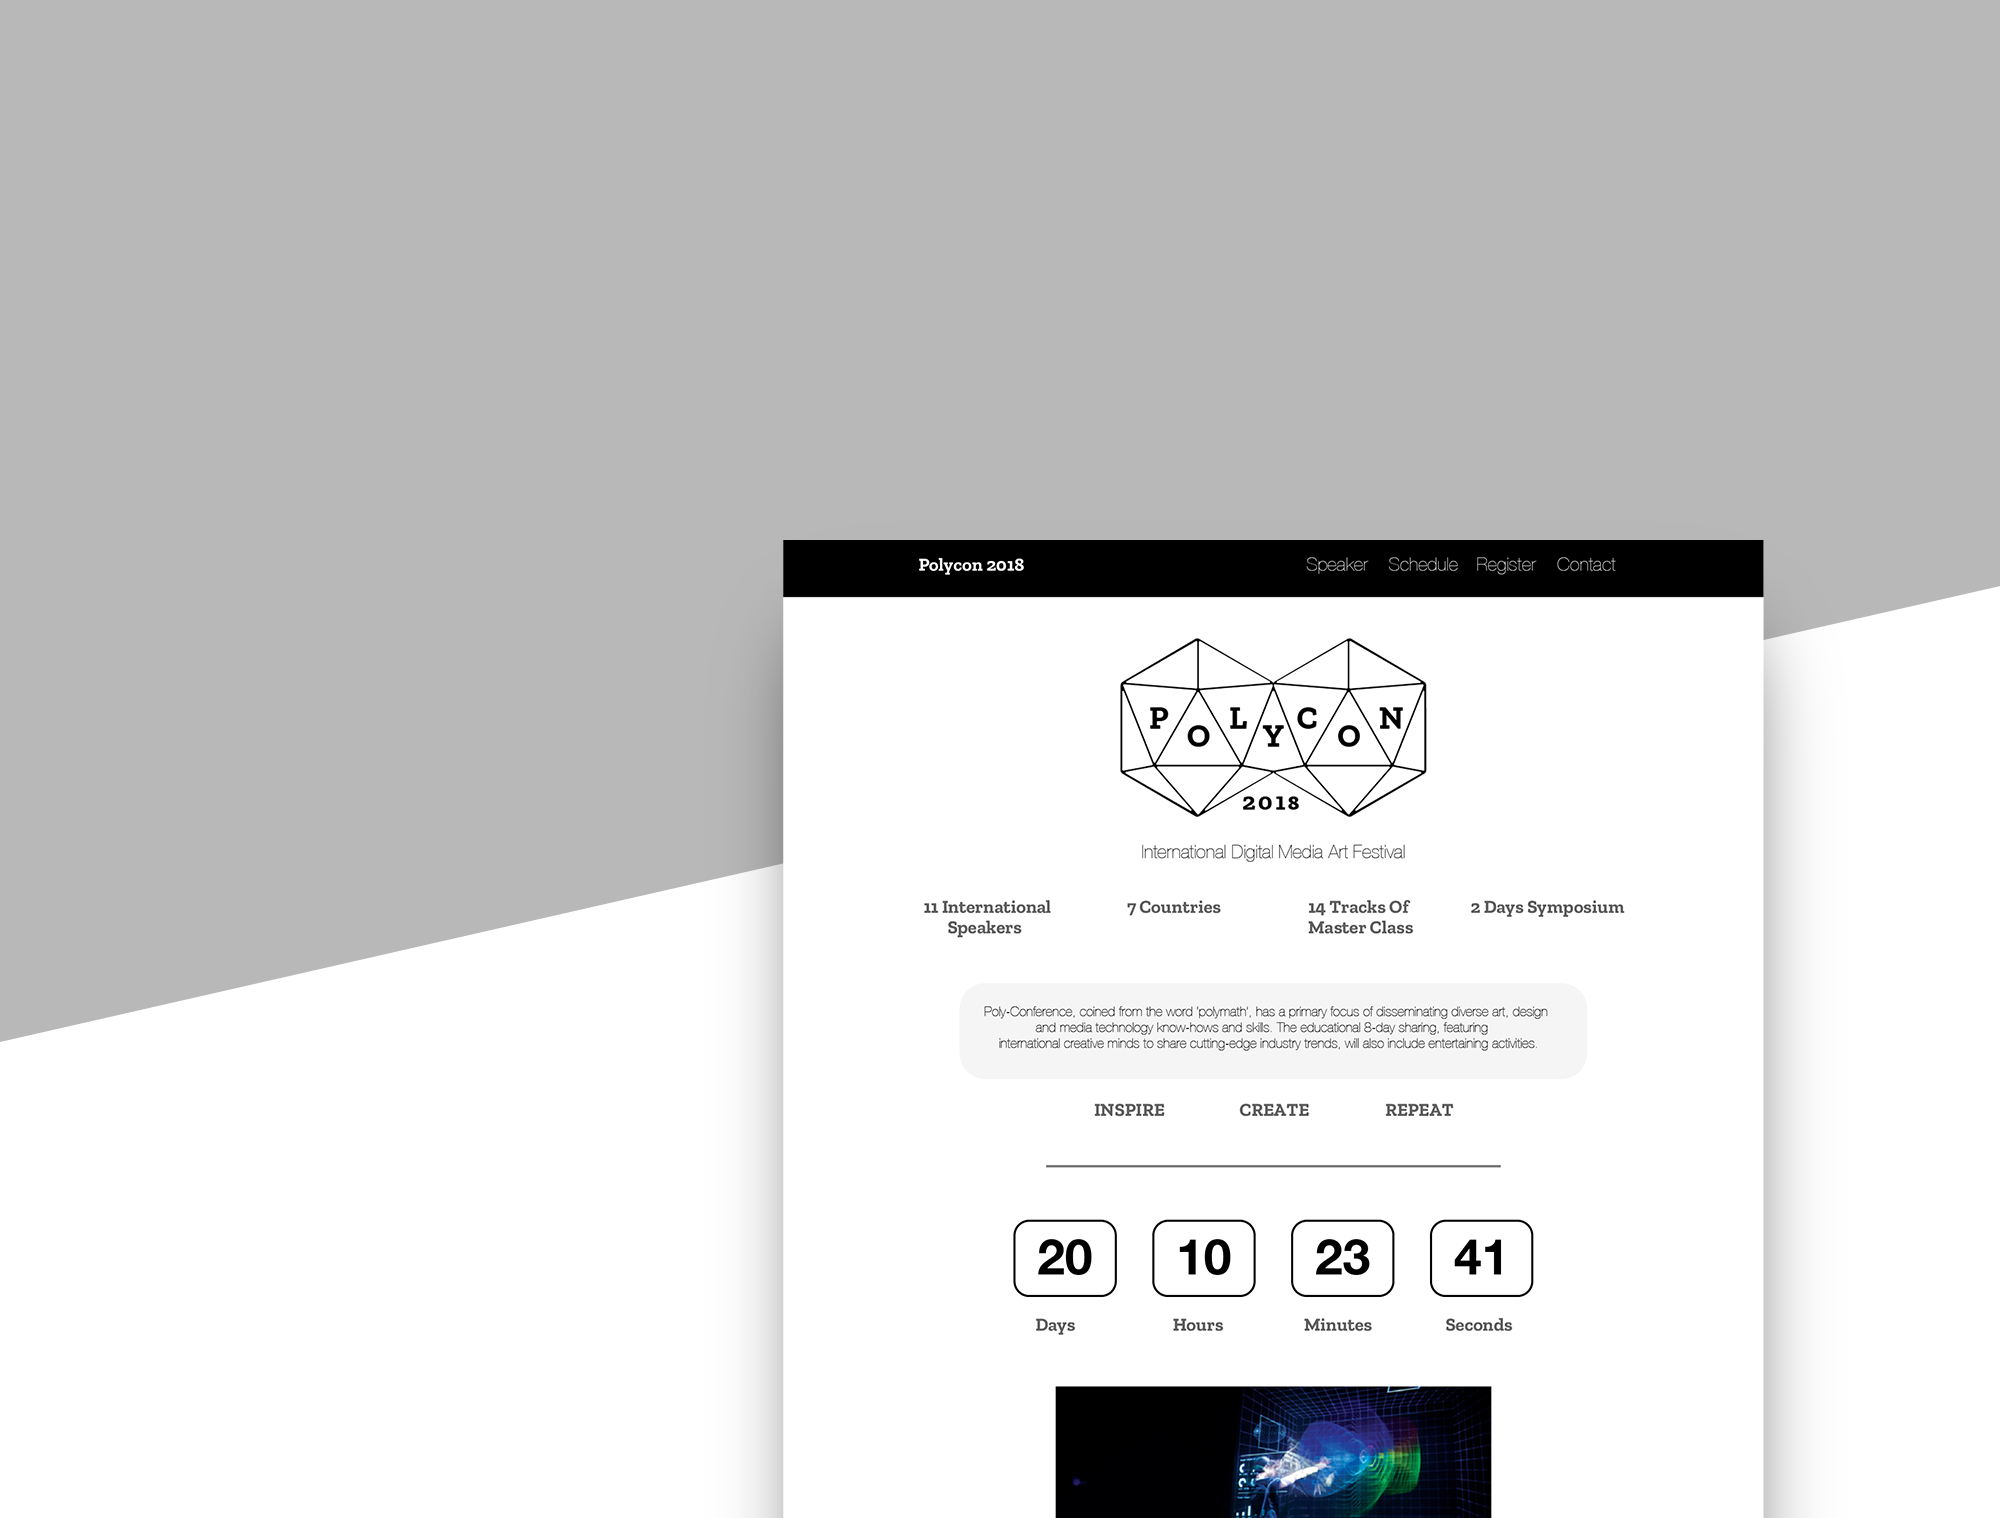 Polycon 2018
Speaker Schedule Register Contact
POLYCON
2018
International Digital Media Art Festival
11 International
Speakers
7 Countries
14 Tracks Of
Master Class
2 Days Symposium
Poly-Conference, coined from the word 'polymath', has a primary focus of disseminating diverse art, design
and media technology know-hows and skills. The educational 8-day sharing, featuring
international creative minds to share cutting-edge industry trends, will also include entertaining activities.
INSPIRE CREATE REPEAT
20 10 23 41
Days Hours Minutes Seconds